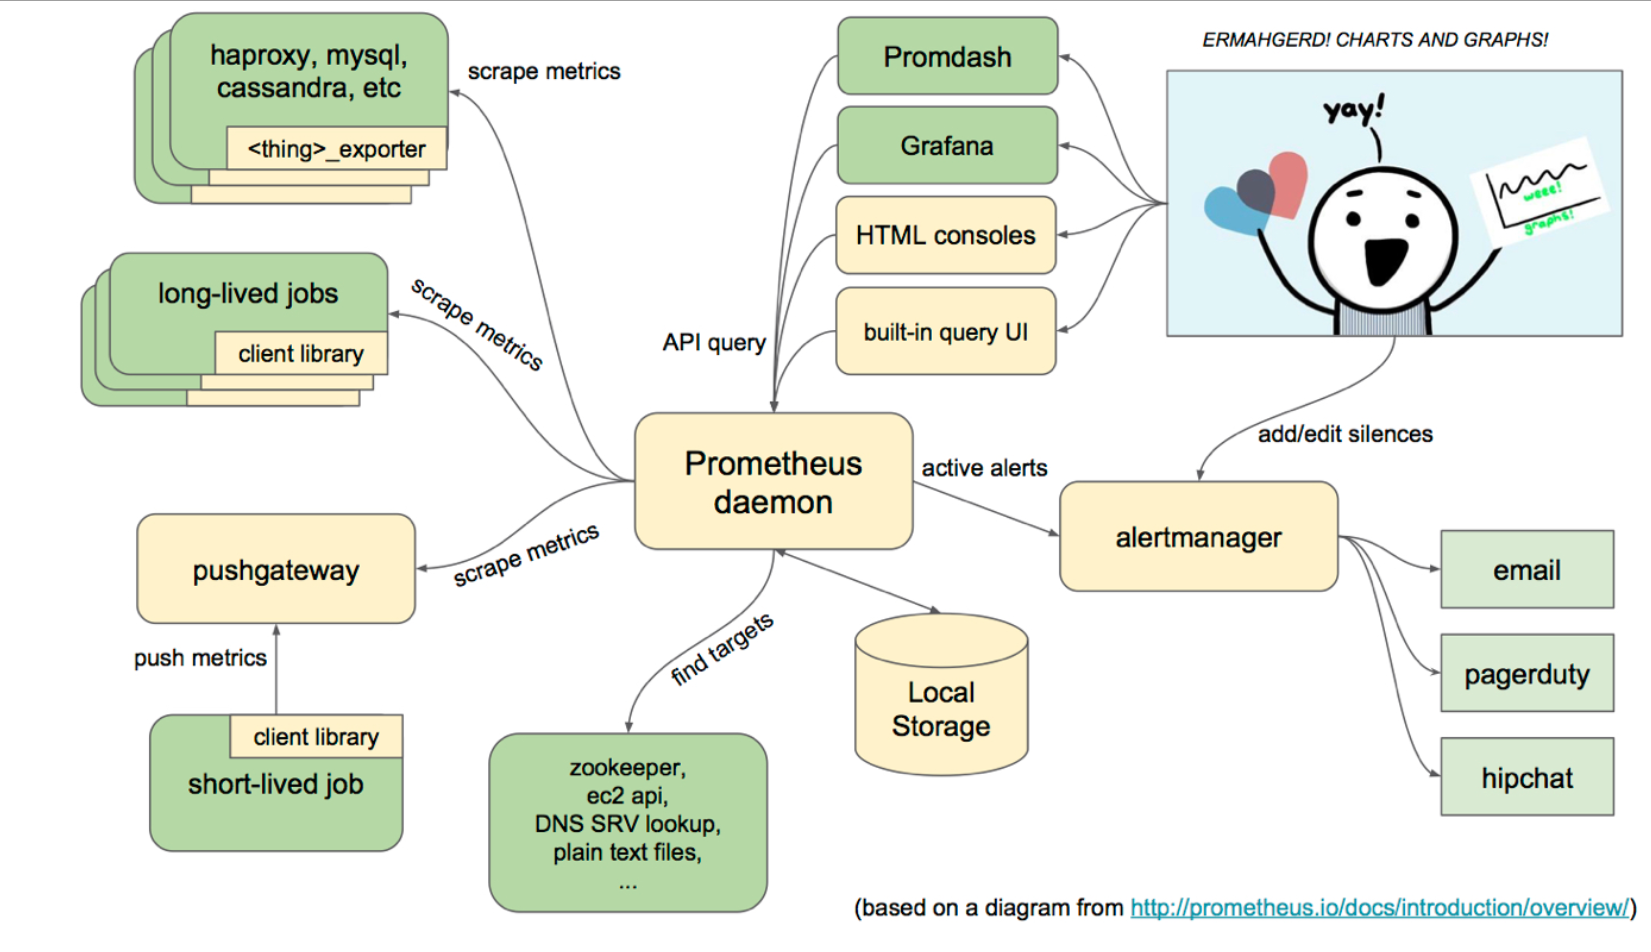 haproxy, mysql,
cassandra, etc
<thing>_exporter
scrape metrics
Promdash
Grafana
HTML consoles
built-in query UI
API query
ERMAHGERD! CHARTS AND GRAPHS!
yay!
weee!
graphs!
long-lived jobs
client library
scrape metrics
Prometheus
daemon
active alerts
add/edit silences
alertmanager
email
pagerduty
hipchat
scrape metrics
pushgateway
push metrics
client library
short-lived job
find targets
zookeeper,
ec2 api,
DNS SRV lookup,
plain text files,
...
Local
Storage
(based on a diagram from http://prometheus.io/docs/introduction/overview/)